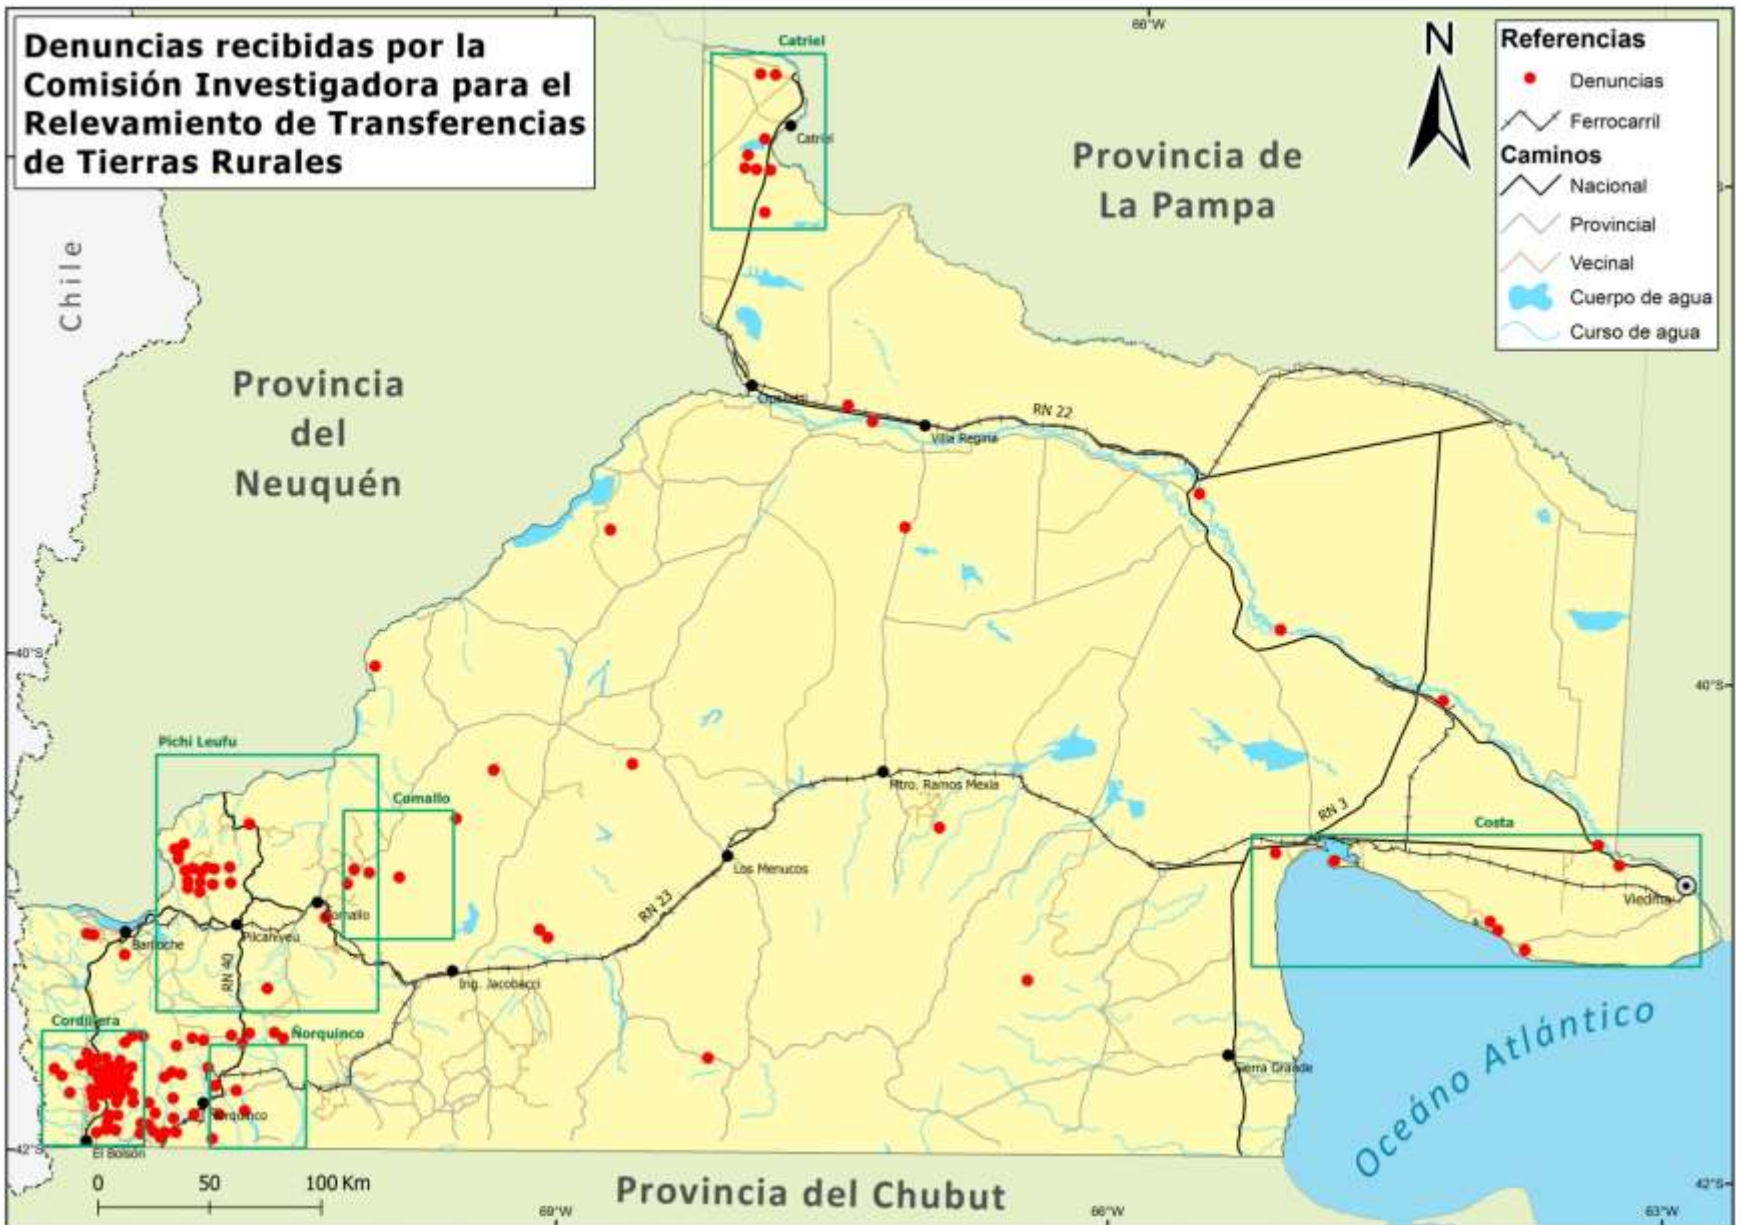 Denuncias recibidas por la
Comisión Investigadora para el
Relevamiento de Transferencias
de Tierras Rurales
66°W
N
Referencias
Denuncias
Ferrocarril
Caminos
Nacional
Provincial
Vecinal
Cuerpo de agua
Curso de agua
Catriel
Catriel
Provincia de
La Pampa
Chile
Provincia
del
Neuquén
RN 22
Villa Regina
40°S
40°S
Pichi Leufu
Comallo
Mtro. Ramos Mexia
RN 3
Costa
Los Menucos
RN 23
Viedma
Comallo
Pilcaniyeu
Bariloche
RN 40
Ing. Jacobacci
Cordillera
Ñorquinco
Sierra Grande
Ñorquinco
Oceáno Atlántico
El Bolsón
42°S
42°S
0 50 100 Km
Provincia del Chubut
69°W
66°W
63°W